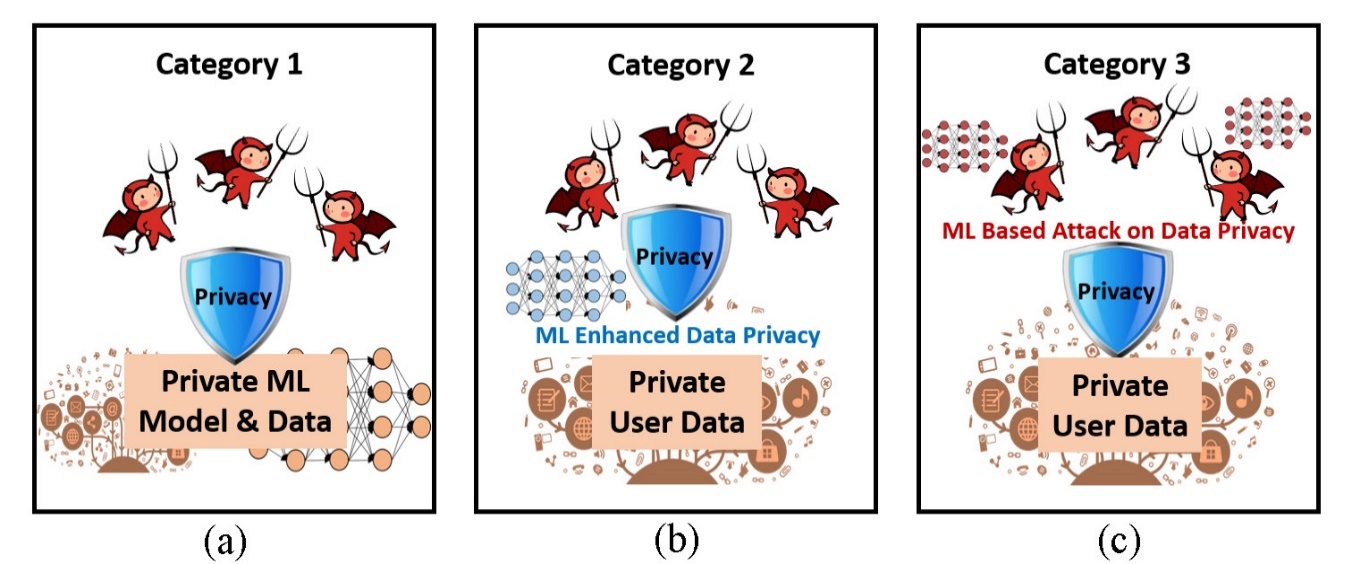 Category 1
Privacy
Private ML
Model & Data
(a)
Category 2
Privacy
ML Enhanced Data Privacy
Private
User Data
(b)
Category 3
ML Based Attack on Data Privacy
Privacy
Private
User Data
(c)